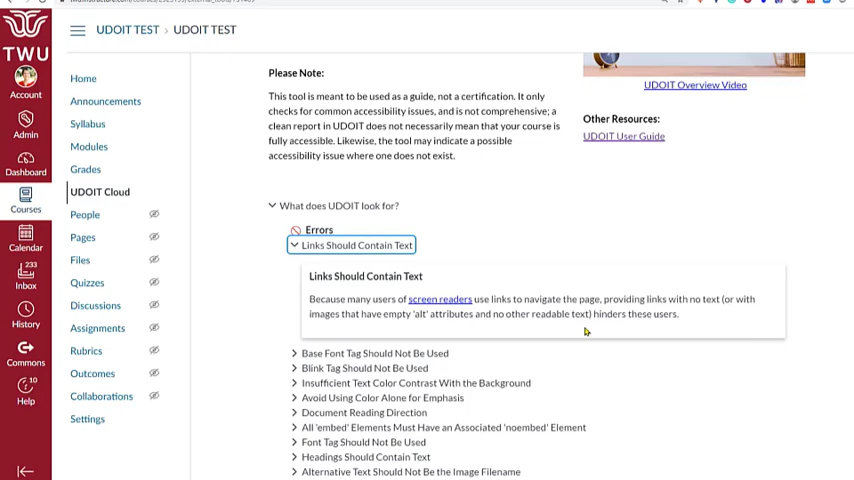 UDOIT TEST > UDOIT TEST
TWU
Account
Admin
Dashboard
Courses
Calendar
233
Inbox
History
Commons
10
Help
Home
Announcements
Syllabus
Modules
Grades
UDOIT Cloud
People
Pages
Files
Quizzes
Discussions
Assignments
Rubrics
Outcomes
Collaborations
Settings
Please Note:
This tool is meant to be used as a guide, not a certification. It only
checks for common accessibility issues, and is not comprehensive; a
clean report in UDOIT does not necessarily mean that your course is
fully accessible. Likewise, the tool may indicate a possible
accessibility issue where one does not exist.
UDOIT Overview Video
Other Resources:
UDOIT User Guide
What does UDOIT look for?
Errors
Links Should Contain Text
Links Should Contain Text
Because many users of screen readers use links to navigate the page, providing links with no text (or with
images that have empty 'alt' attributes and no other readable text) hinders these users.
Base Font Tag Should Not Be Used
Blink Tag Should Not Be Used
Insufficient Text Color Contrast With the Background
Avoid Using Color Alone for Emphasis
Document Reading Direction
All 'embed' Elements Must Have an Associated 'noembed' Element
Font Tag Should Not Be Used
Headings Should Contain Text
Alternative Text Should Not Be the Image Filename